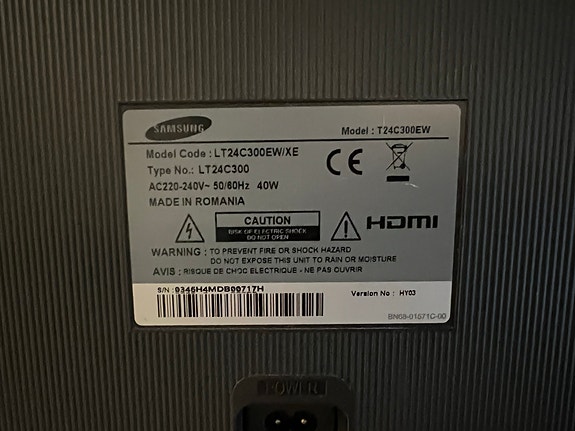 SAMSUNG
Model : T24C300EW
Model Code : LT24C300EW/XE
Type No.: LT24C300
AC220-240V~ 50/60Hz 40W
MADE IN ROMANIA
CE
CAUTION
RISK OF ELECTRIC SHOCK
DO NOT OPEN
HDMI
WARNING : TO PREVENT FIRE OR SHOCK HAZARD
DO NOT EXPOSE THIS UNIT TO RAIN OR MOISTURE
AVIS : RISQUE DE CHOC ELECTRIQUE - NE PAS OUVRIR
S/N : 0346H4MDB00717H
Version No : HY03
BN68-01571C-00
POWER